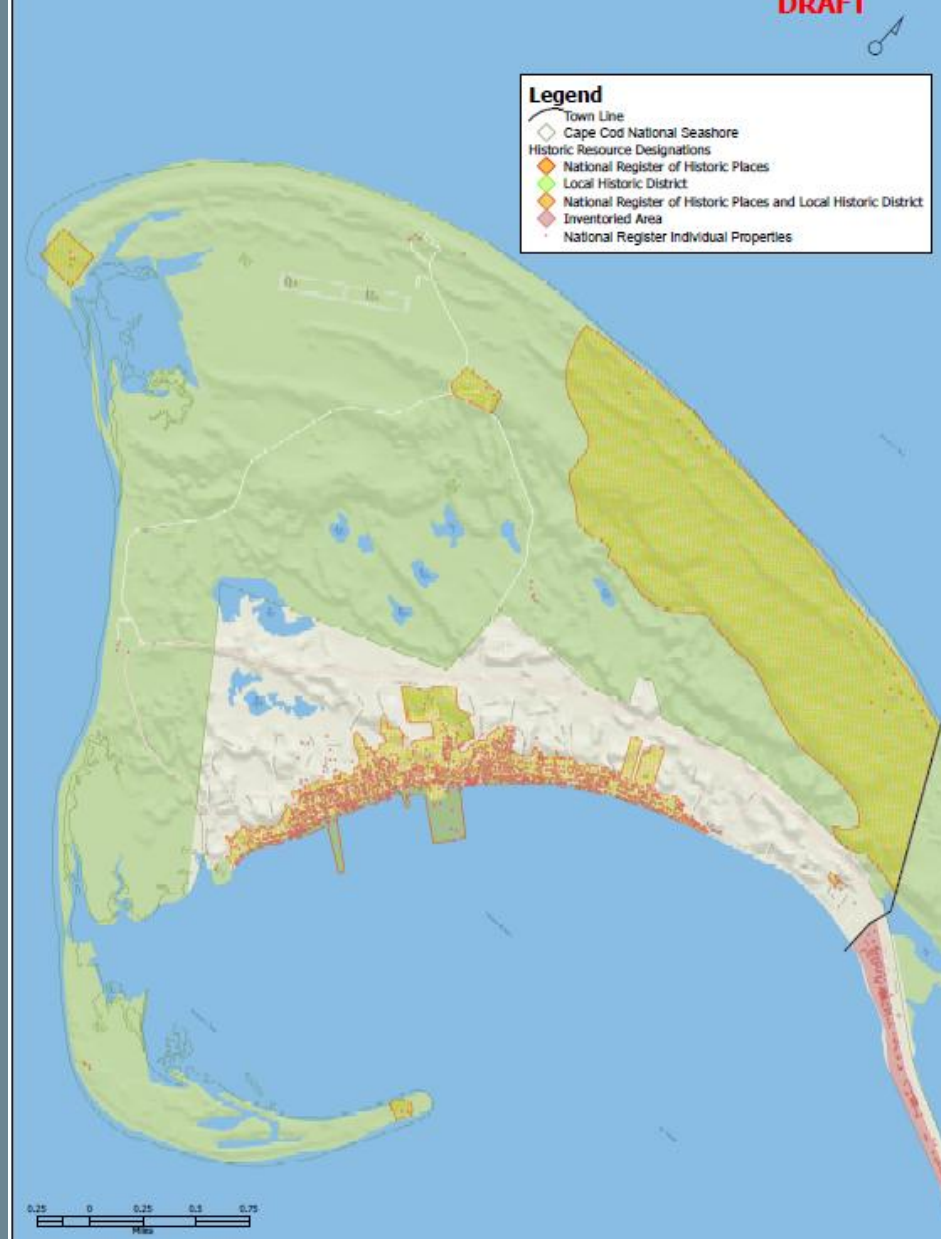 DRAFT
Legend
Town Line
Cape Cod National Seashore
Historic Resource Designations
National Register of Historic Places
Local Historic District
National Register of Historic Places and Local Historic District
Inventoried Area
National Register Individual Properties
0.25 0 0.25 0.5 0.75
Miles